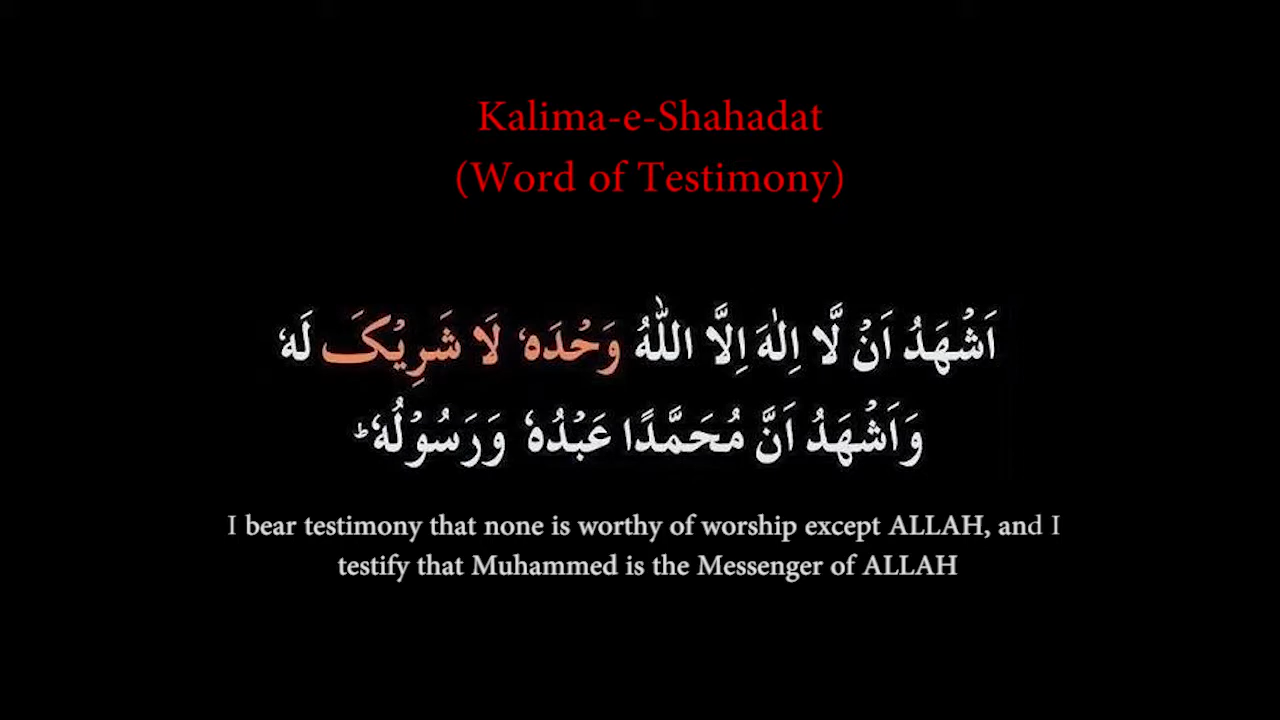 Kalima-e-Shahadat
(Word of Testimony)
اَشْهَدُ اَنْ لَّا اِلٰهَ اِلَّا اللّٰهُ وَحْدَهٗ لَا شَرِيْکَ لَهٗ
وَاَشْهَدُ اَنَّ مُحَمَّدًا عَبْدُهٗ وَرَسُوْلُهٗ ؕ
I bear testimony that none is worthy of worship except ALLAH, and I
testify that Muhammed is the Messenger of ALLAH